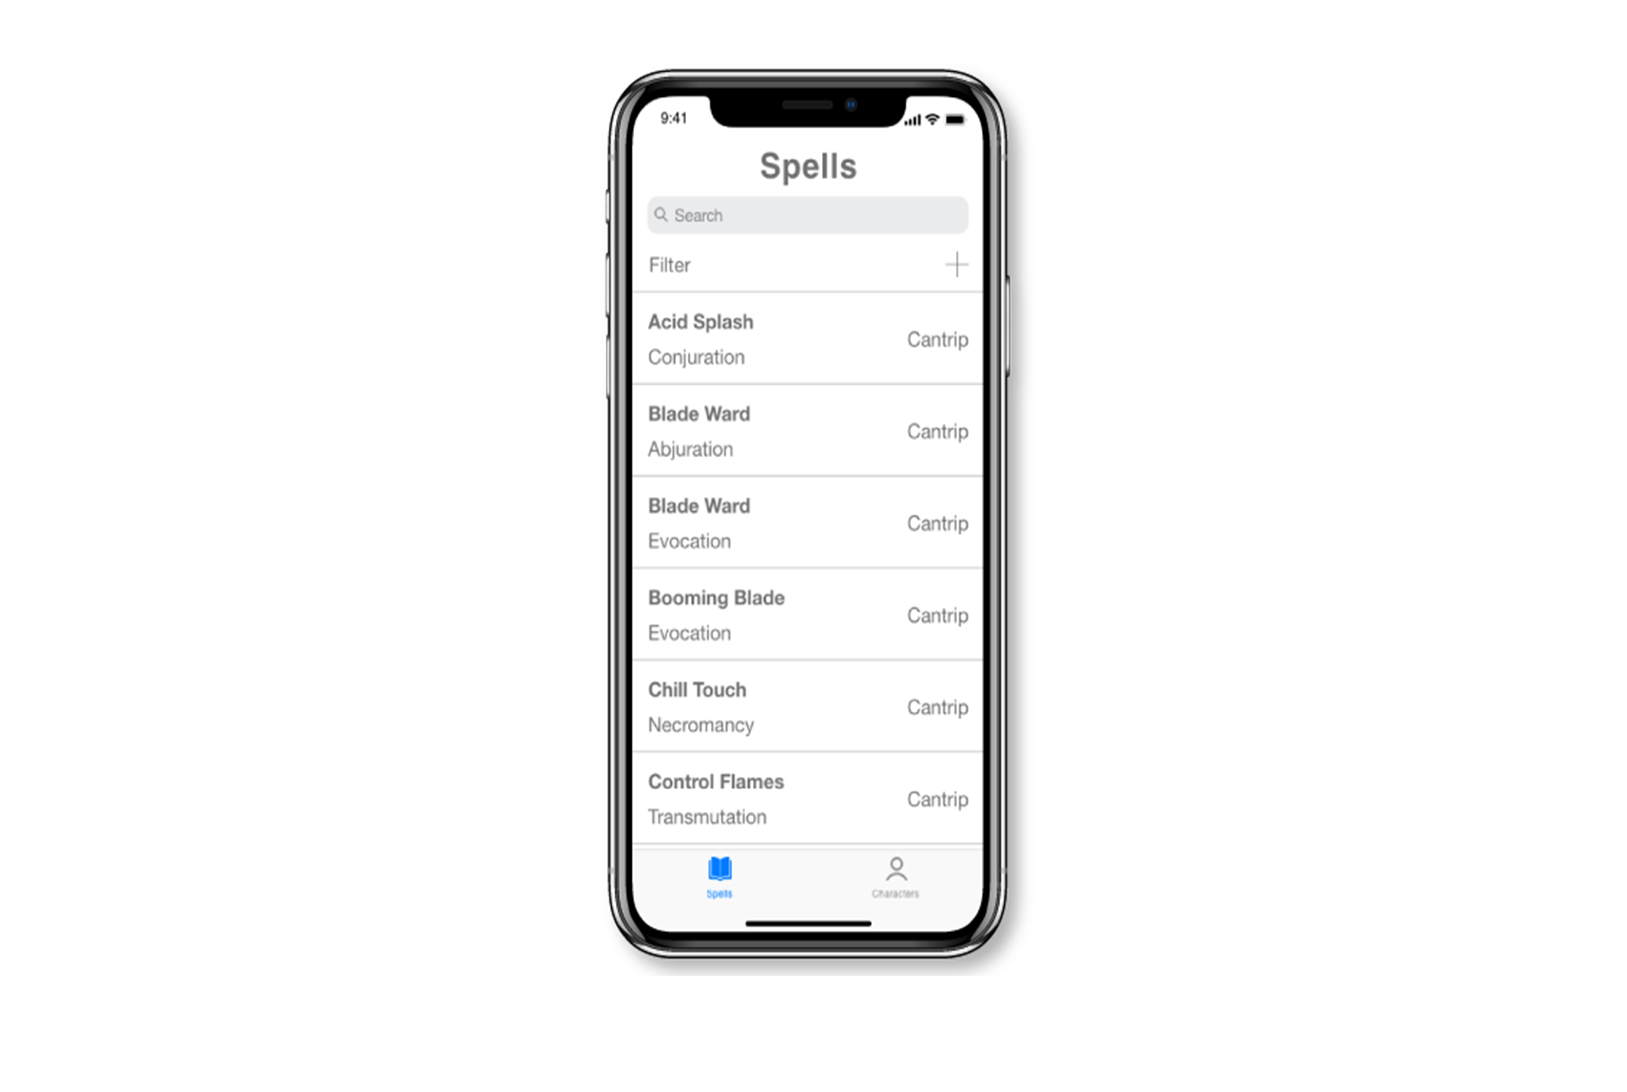 9:41
Spells
Search
Filter
Acid Splash
Conjuration
Cantrip
Blade Ward
Abjuration
Cantrip
Blade Ward
Evocation
Cantrip
Booming Blade
Evocation
Cantrip
Chill Touch
Necromancy
Cantrip
Control Flames
Transmutation
Cantrip
Spells
Characters